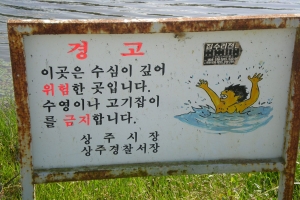 경고
이곳은 수심이 깊어
위험한 곳입니다.
수영이나 고기잡이
를 금지합니다.
상주시장
상주경찰서장